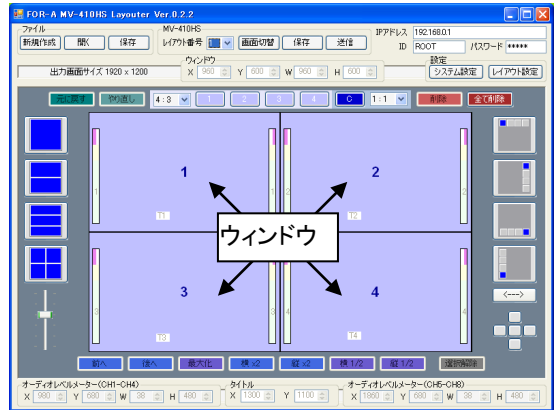 FOR-A MV-410HS Layouter Ver.0.2.2
ファイル
新規作成 開く 保存
MV-410HS
レイアウト番号 画面切替 保存 送信
IPアドレス 192.168.0.1
ID ROOT パスワード *****
出力画面サイズ 1920 x 1200
ウィンドウ
X 960 Y 600 W 960 H 600
設定
システム設定 レイアウト設定
元に戻す やり直し 4:3 1 2 3 4 C 1:1 削除 全て削除
1 2
1 1 2 2
T1 T2
ウィンドウ
3 4
3 3 4 4
T3 T4
<--->
前へ 後へ 最大化 横 x2 縦 x2 横 1/2 縦 1/2 選択解除
オーディオレベルメーター(CH1-CH4)
X 980 Y 680 W 38 H 480
タイトル
X 1300 Y 1100
オーディオレベルメーター(CH5-CH8)
X 1860 Y 680 W 38 H 480